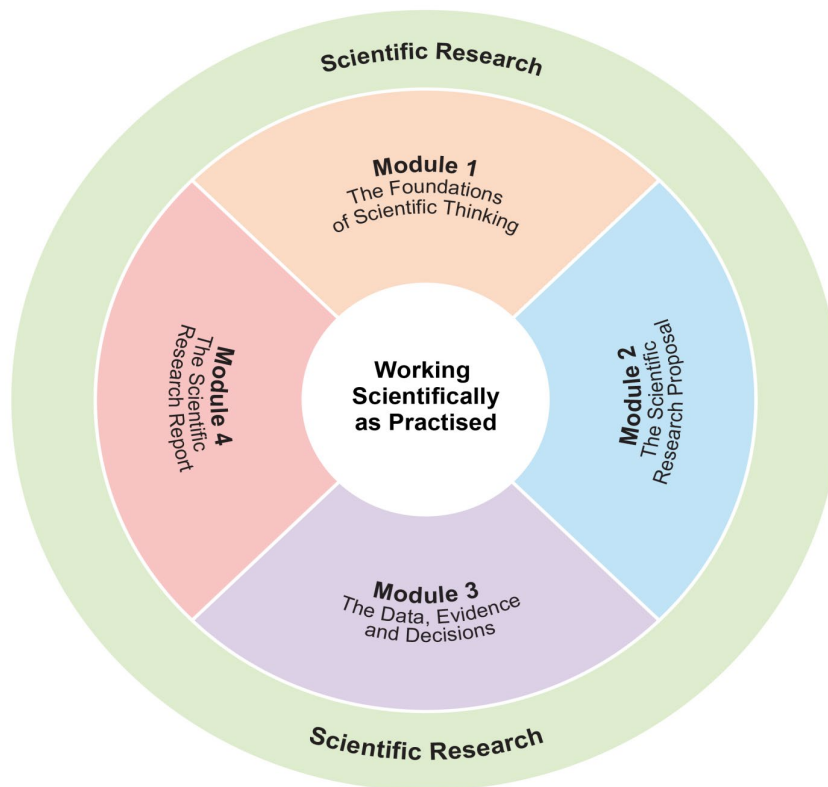 Scientific Research
Module 1
The Foundations
of Scientific Thinking
Module 2
The Scientific
Research Proposal
Working
Scientifically
as Practised
Module 3
The Data, Evidence
and Decisions
Module 4
The Scientific
Research Report
Scientific Research